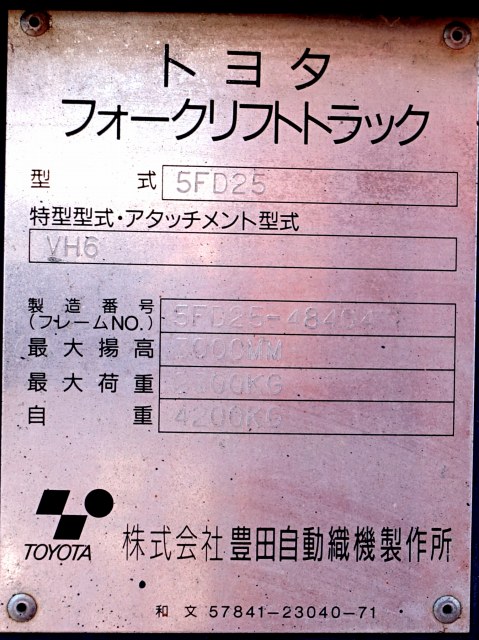 トヨタ
フォークリフトトラック
型 式 5FD25
特型型式・アタッチメント型式
VH6
製造番号
(フレームNO.)
最大揚高
最大荷重
自 重 4200KG
TOYOTA 株式会社 豊田自動織機製作所
和文 57841-23040-71